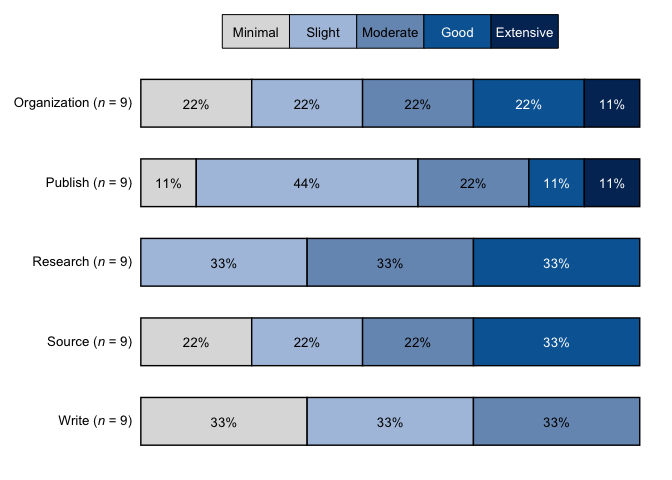 Minimal Slight Moderate Good Extensive
Organization (n = 9) 22% 22% 22% 22% 11%
Publish (n = 9) 11% 44% 22% 11% 11%
Research (n = 9) 33% 33% 33%
Source (n = 9) 22% 22% 22% 33%
Write (n = 9) 33% 33% 33%